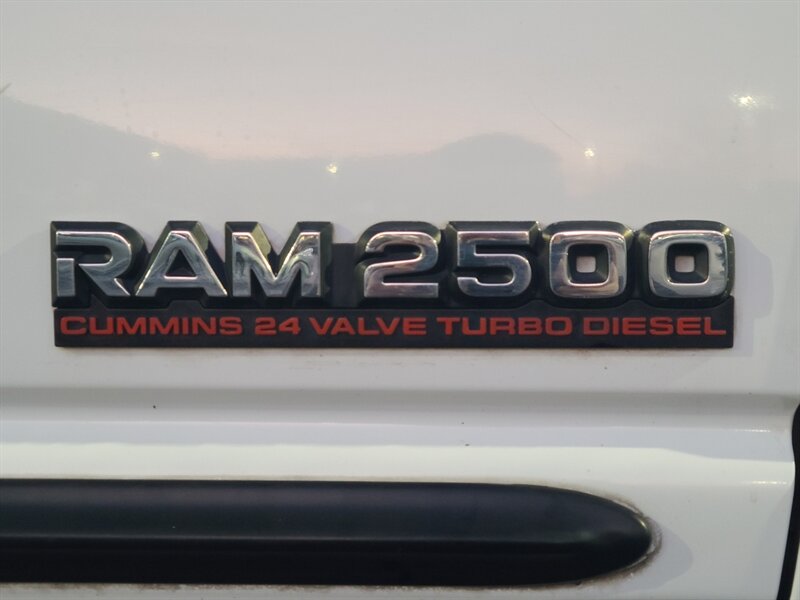 RAM 2500
CUMMINS 24 VALVE TURBO DIESEL